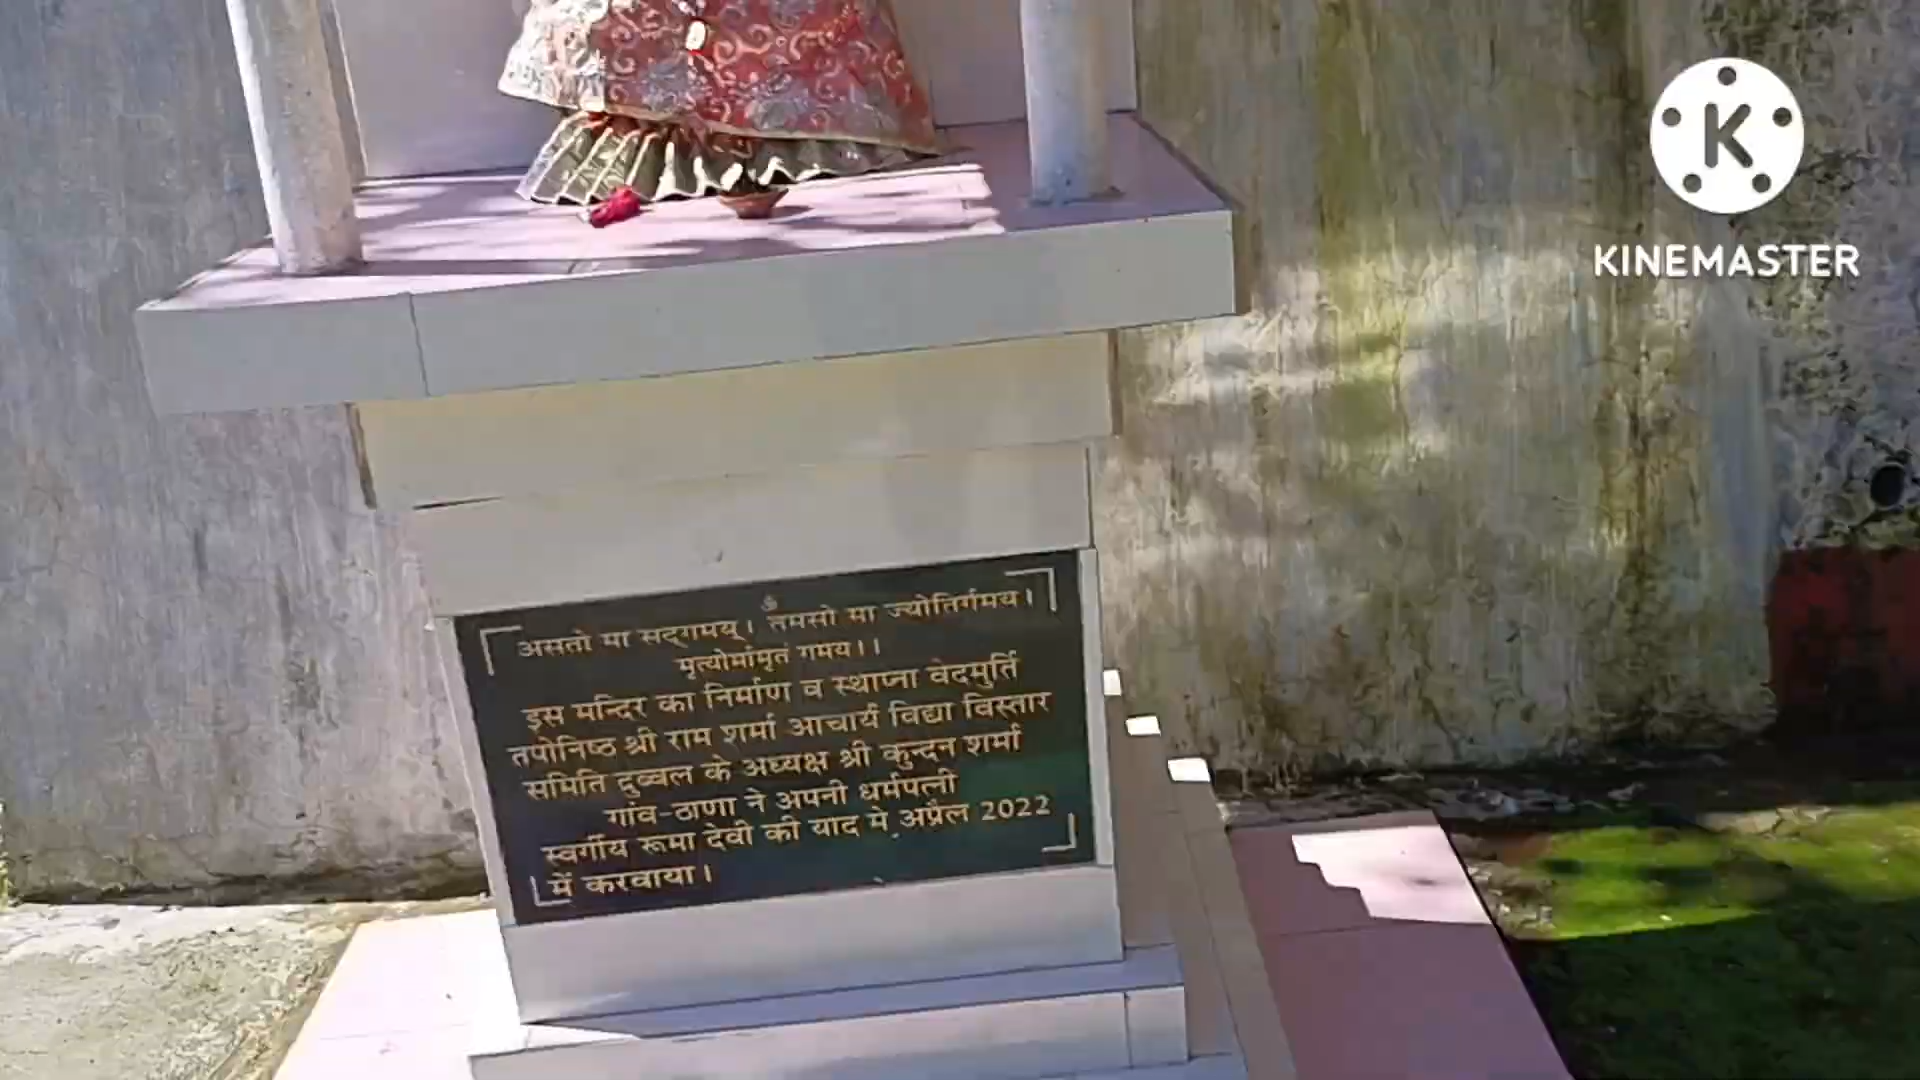 ॐ
असतो मा सद्गमय्। तमसो मा ज्योतिर्गमय।
मृत्योर्मामृतं गमय।।
इस मन्दिर का निर्माण व स्थाप्ना वेदमुर्ति
तपोनिष्ठ श्री राम शर्मा आचार्य विद्या विस्तार
समिति दुव्वल के अध्यक्ष श्री कुन्दन शर्मा
गांव-ठाणा ने अपनी धर्मपत्नी
स्वर्गीय रूमा देवी की याद मे अप्रैल 2022
में करवाया।
K
KINEMASTER